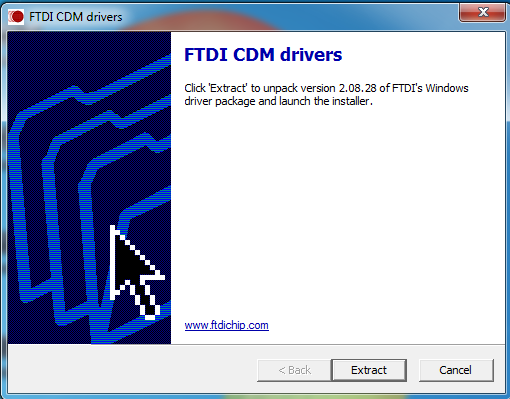 FTDI CDM drivers
FTDI CDM drivers
Click 'Extract' to unpack version 2.08.28 of FTDI's Windows
driver package and launch the installer.
www.ftdichip.com
< Back
Extract
Cancel